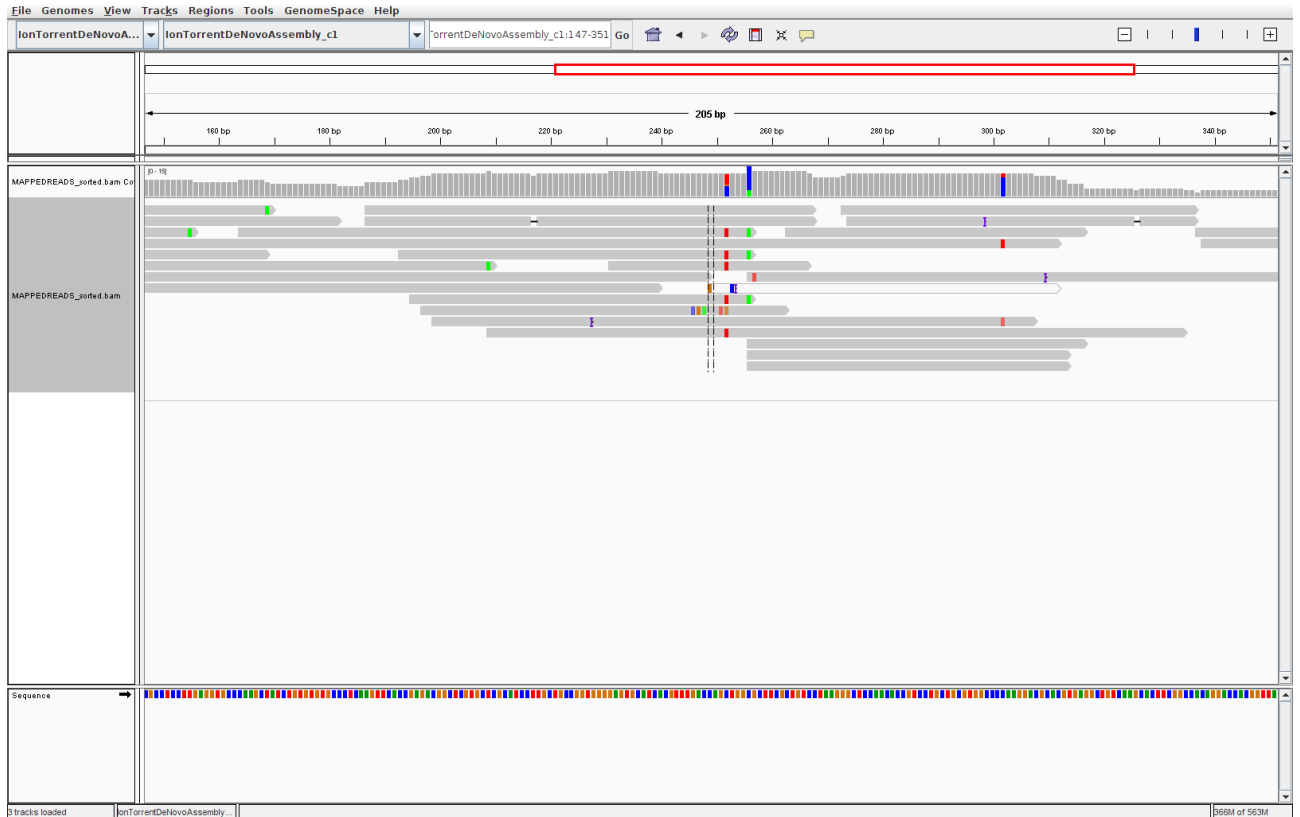 File Genomes View Tracks Regions Tools GenomeSpace Help
IonTorrentDeNovoA... IonTorrentDeNovoAssembly_c1 orrentDeNovoAssembly_c1:147-351 Go
205 bp
160 bp 180 bp 200 bp 220 bp 240 bp 260 bp 280 bp 300 bp 320 bp 340 bp
[0 - 15]
MAPPEDREADS_sorted.bam Co
MAPPEDREADS_sorted.bam
Sequence
3 tracks loaded IonTorrentDeNovoAssembly... 366M of 563M